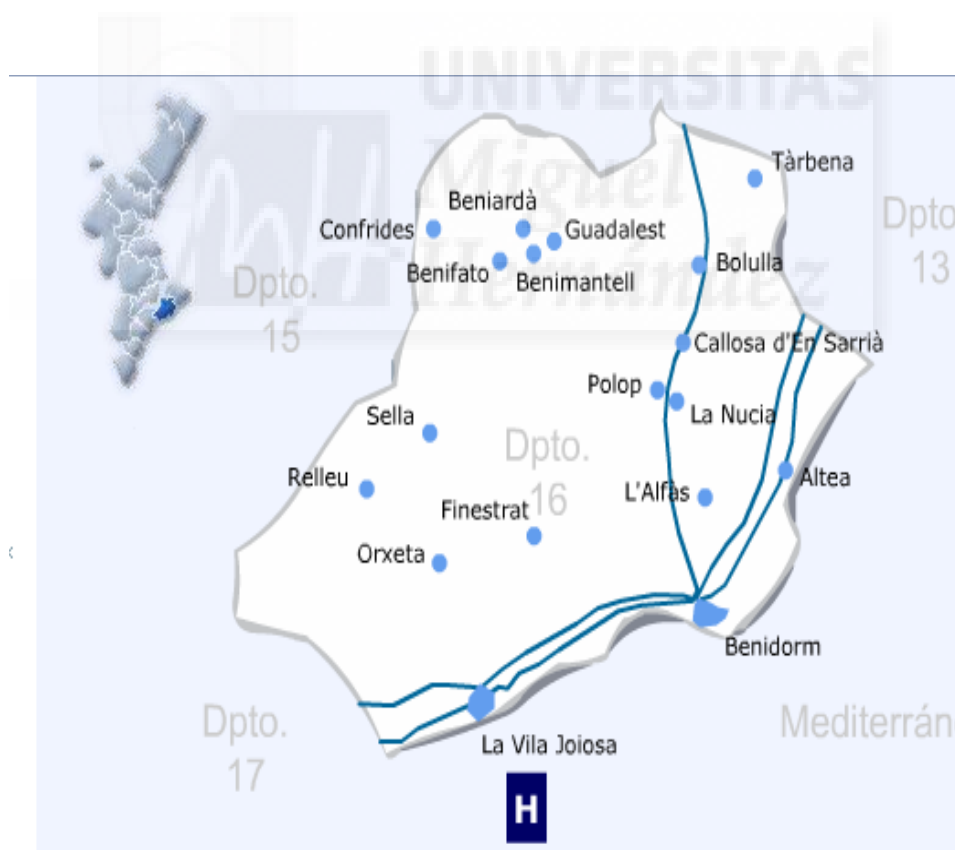 UNIVERSITAS
Miguel
Hernández
Tàrbena
Beniardà
Confrides
Guadalest
Dpto
13
Benifato
Benimantell
Bolulla
Dpto.
15
Callosa d'En Sarrià
Polop
La Nucia
Sella
Dpto.
16
Relleu
L'Alfàs
Altea
Finestrat
Orxeta
Benidorm
Dpto.
17
Mediterrán
La Vila Joiosa
H